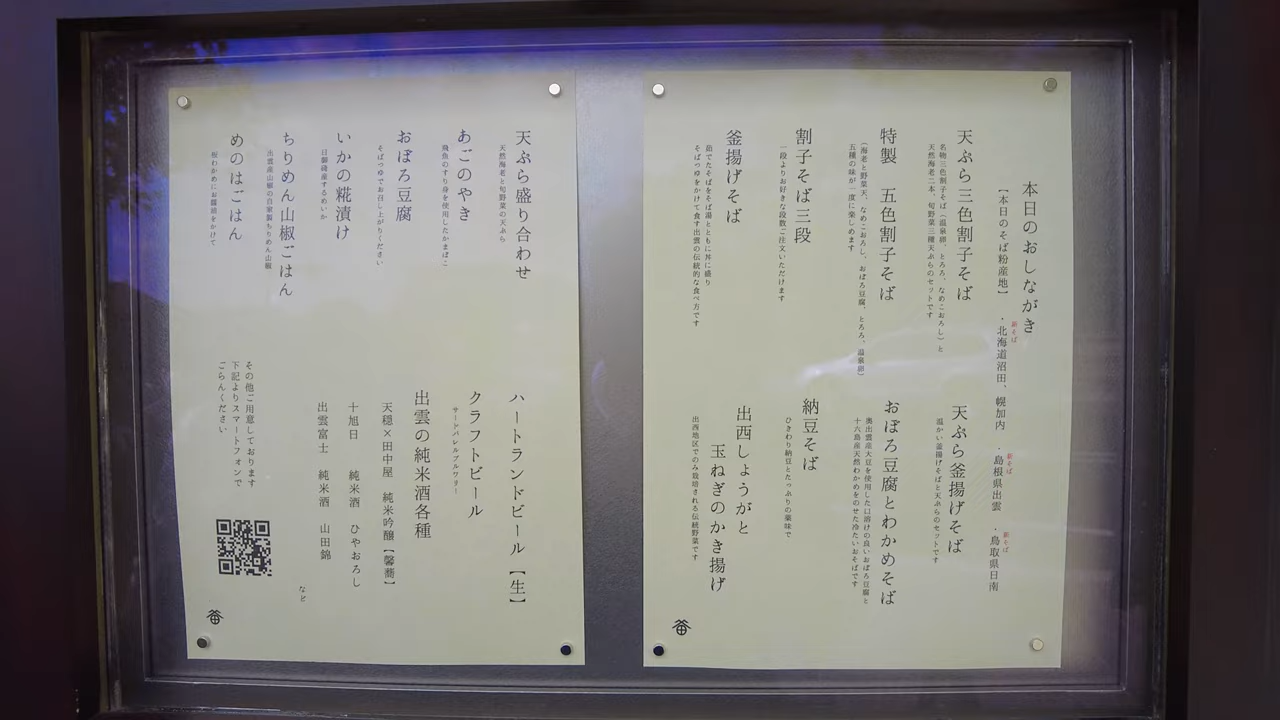 本日のおしながき
【本日のそば粉産地】
新そば
・北海道沼田、幌加内
新そば
・島根県出雲
新そば
・鳥取県日南
天ぷら三色割子そば
名物三色割子そば(温泉卵、とろろ、なめこおろし)と
天然海老二本、旬野菜三種天ぷらのセットです
特製 五色割子そば
(海老と野菜天、なめこおろし、おぼろ豆腐、とろろ、温泉卵)
五種の味が一度に楽しめます
割子そば三段
一段よりお好きな段数ご注文いただけます
釜揚げそば
茹でたそばをそば湯とともに丼に盛り
そばつゆをかけて食す出雲の伝統的な食べ方です
天ぷら釜揚げそば
温かい釜揚げそばと天ぷらのセットです
おぼろ豆腐とわかめそば
奥出雲産大豆を使用した口溶けの良いおぼろ豆腐と
十六島産天然わかめをのせた冷たいおそばです
納豆そば
ひきわり納豆とたっぷりの薬味で
出西しょうがと
玉ねぎのかき揚げ
出西地区でのみ栽培される伝統野菜です
天ぷら盛り合わせ
天然海老と旬野菜の天ぷら
あごのやき
飛魚のすり身を使用したかまぼこ
おぼろ豆腐
そばつゆでお召し上がりください
いかの糀漬け
日御碕産するめいか
ちりめん山椒ごはん
出雲産山椒の自家製ちりめん山椒
めのはごはん
板わかめにお醤油をかけて
ハートランドビール【生】
クラフトビール
サードバレルブルワリー
出雲の純米酒各種
天穏×田中屋 純米吟醸【馨蕎】
十旭日 純米酒 ひやおろし
出雲富士 純米酒 山田錦
など
その他ご用意しております
下記よりスマートフォンで
ごらんください